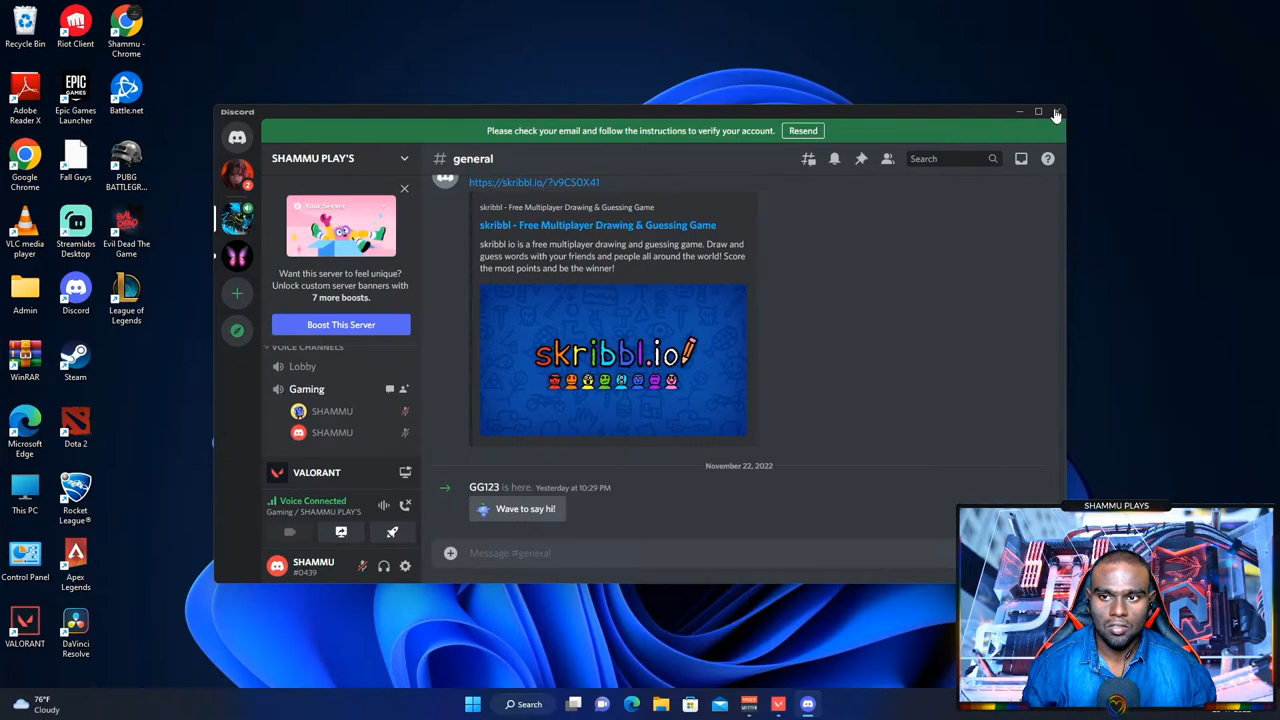 Recycle Bin
Riot Client
Shammu - Chrome
Adobe Reader X
Epic Games Launcher
Battle.net
Google Chrome
Fall Guys
PUB BATTLEGR...
VLC media player
Streamlabs Desktop
Evil Dead The Game
Admin
Discord
League of Legends
WinRAR
Steam
Microsoft Edge
Dota 2
This PC
Rocket League®
Control Panel
Apex Legends
VALORANT
DaVinci Resolve
Discord
Please check your email and follow the instructions to verify your account.
Resend
SHAMMU PLAY'S
# general
Search
2
Your Server
Want this server to feel unique?
Unlock custom server banners with
7 more boosts.
Boost This Server
VOICE CHANNELS
Lobby
Gaming
SHAMMU
SHAMMU
VALORANT
Voice Connected
Gaming / SHAMMU PLAY'S
SHAMMU
#0439
https://skribbl.io/?v9CS0X41
skribbl - Free Multiplayer Drawing & Guessing Game
skribbl - Free Multiplayer Drawing & Guessing Game
skribbl io is a free multiplayer drawing and guessing game. Draw and
guess words with your friends and people all around the world! Score
the most points and be the winner!
skribbl.io
November 22, 2022
GG123 is here. Yesterday at 10:29 PM
Wave to say hi!
Message #general
SHAMMU PLAYS
76°F
Cloudy
Search